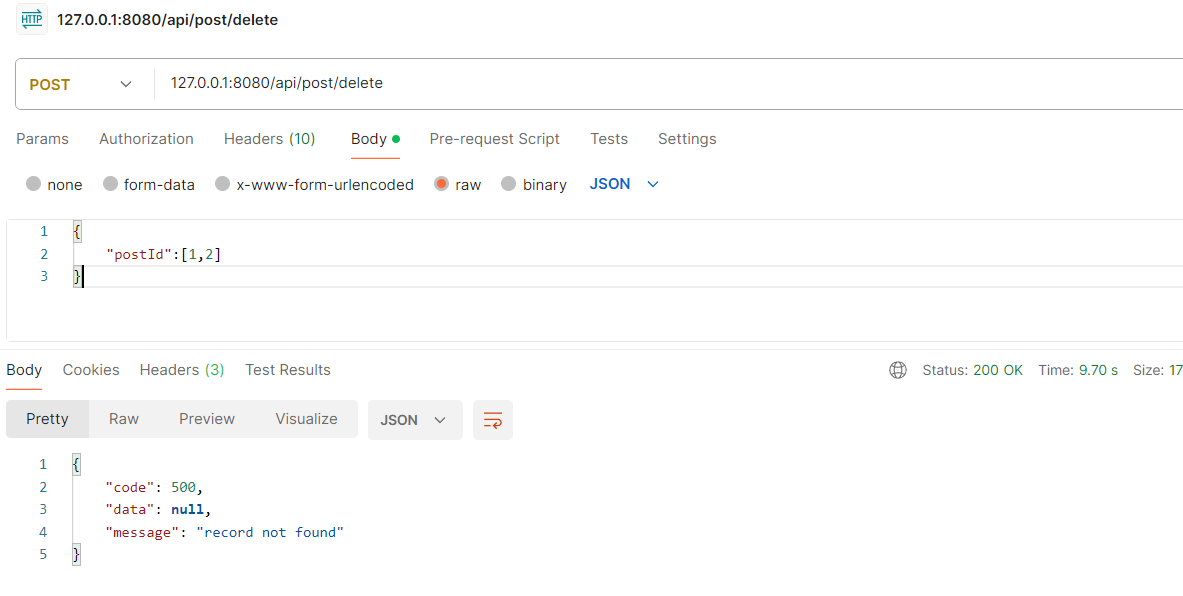 HTTP 127.0.0.1:8080/api/post/delete
POST 127.0.0.1:8080/api/post/delete
Params Authorization Headers (10) Body Pre-request Script Tests Settings
none form-data x-www-form-urlencoded raw binary JSON
1 {
2 "postId":[1,2]
3 }
Body Cookies Headers (3) Test Results Status: 200 OK Time: 9.70 s Size: 17
Pretty Raw Preview Visualize JSON
1 {
2 "code": 500,
3 "data": null,
4 "message": "record not found"
5 }